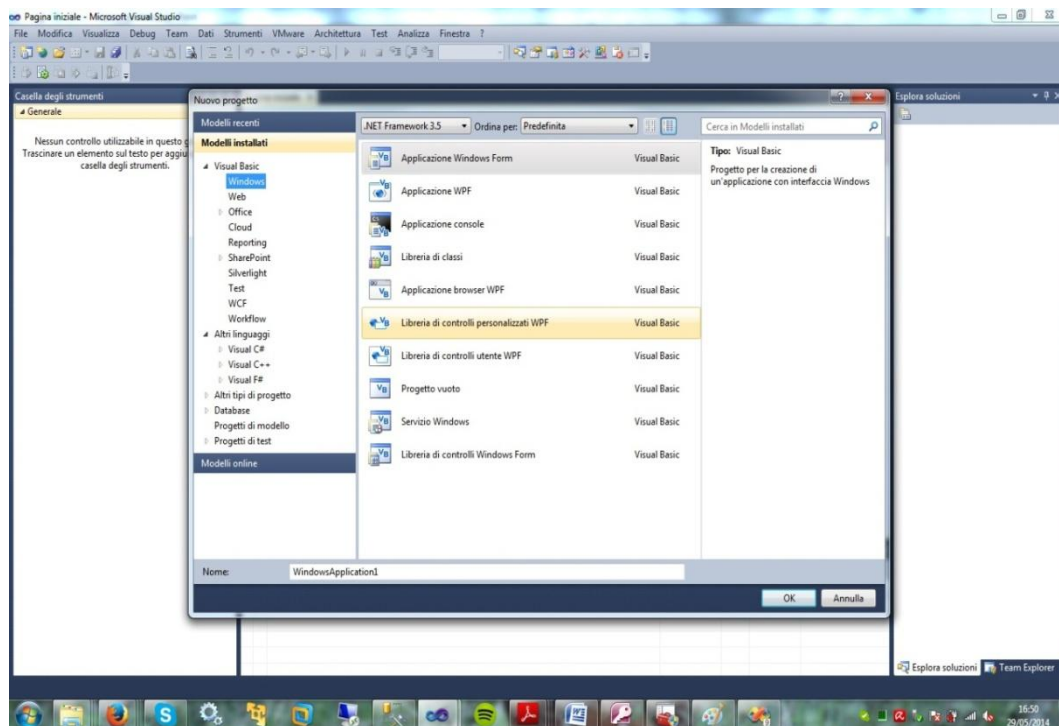 Pagina iniziale - Microsoft Visual Studio
File Modifica Visualizza Debug Team Dati Strumenti VMware Architettura Test Analizza Finestra ?
Casella degli strumenti
Generale
Nessun controllo utilizzabile in questo
Trascinare un elemento sul testo per
casella degli strumenti.
Nuovo progetto
Modelli recenti
Modelli installati
Visual Basic
Windows
Web
Office
Cloud
Reporting
SharePoint
Silverlight
Test
WCF
Workflow
Altri linguaggi
Visual C#
Visual C++
Visual F#
Altri tipi di progetto
Database
Progetti di modello
Progetti di test
Modelli online
.NET Framework 3.5 Ordina per: Predefinita
Applicazione Windows Form Visual Basic
Applicazione WPF Visual Basic
Applicazione console Visual Basic
Libreria di classi Visual Basic
Applicazione browser WPF Visual Basic
Libreria di controlli personalizzati WPF Visual Basic
Libreria di controlli utente WPF Visual Basic
Progetto vuoto Visual Basic
Servizio Windows Visual Basic
Libreria di controlli Windows Form Visual Basic
Cerca in Modelli installati
Tipo: Visual Basic
Progetto per la creazione di
un'applicazione con interfaccia Windows
Nome: WindowsApplication1
OK Annulla
Esplora soluzioni
Esplora soluzioni Team Explorer
16:50